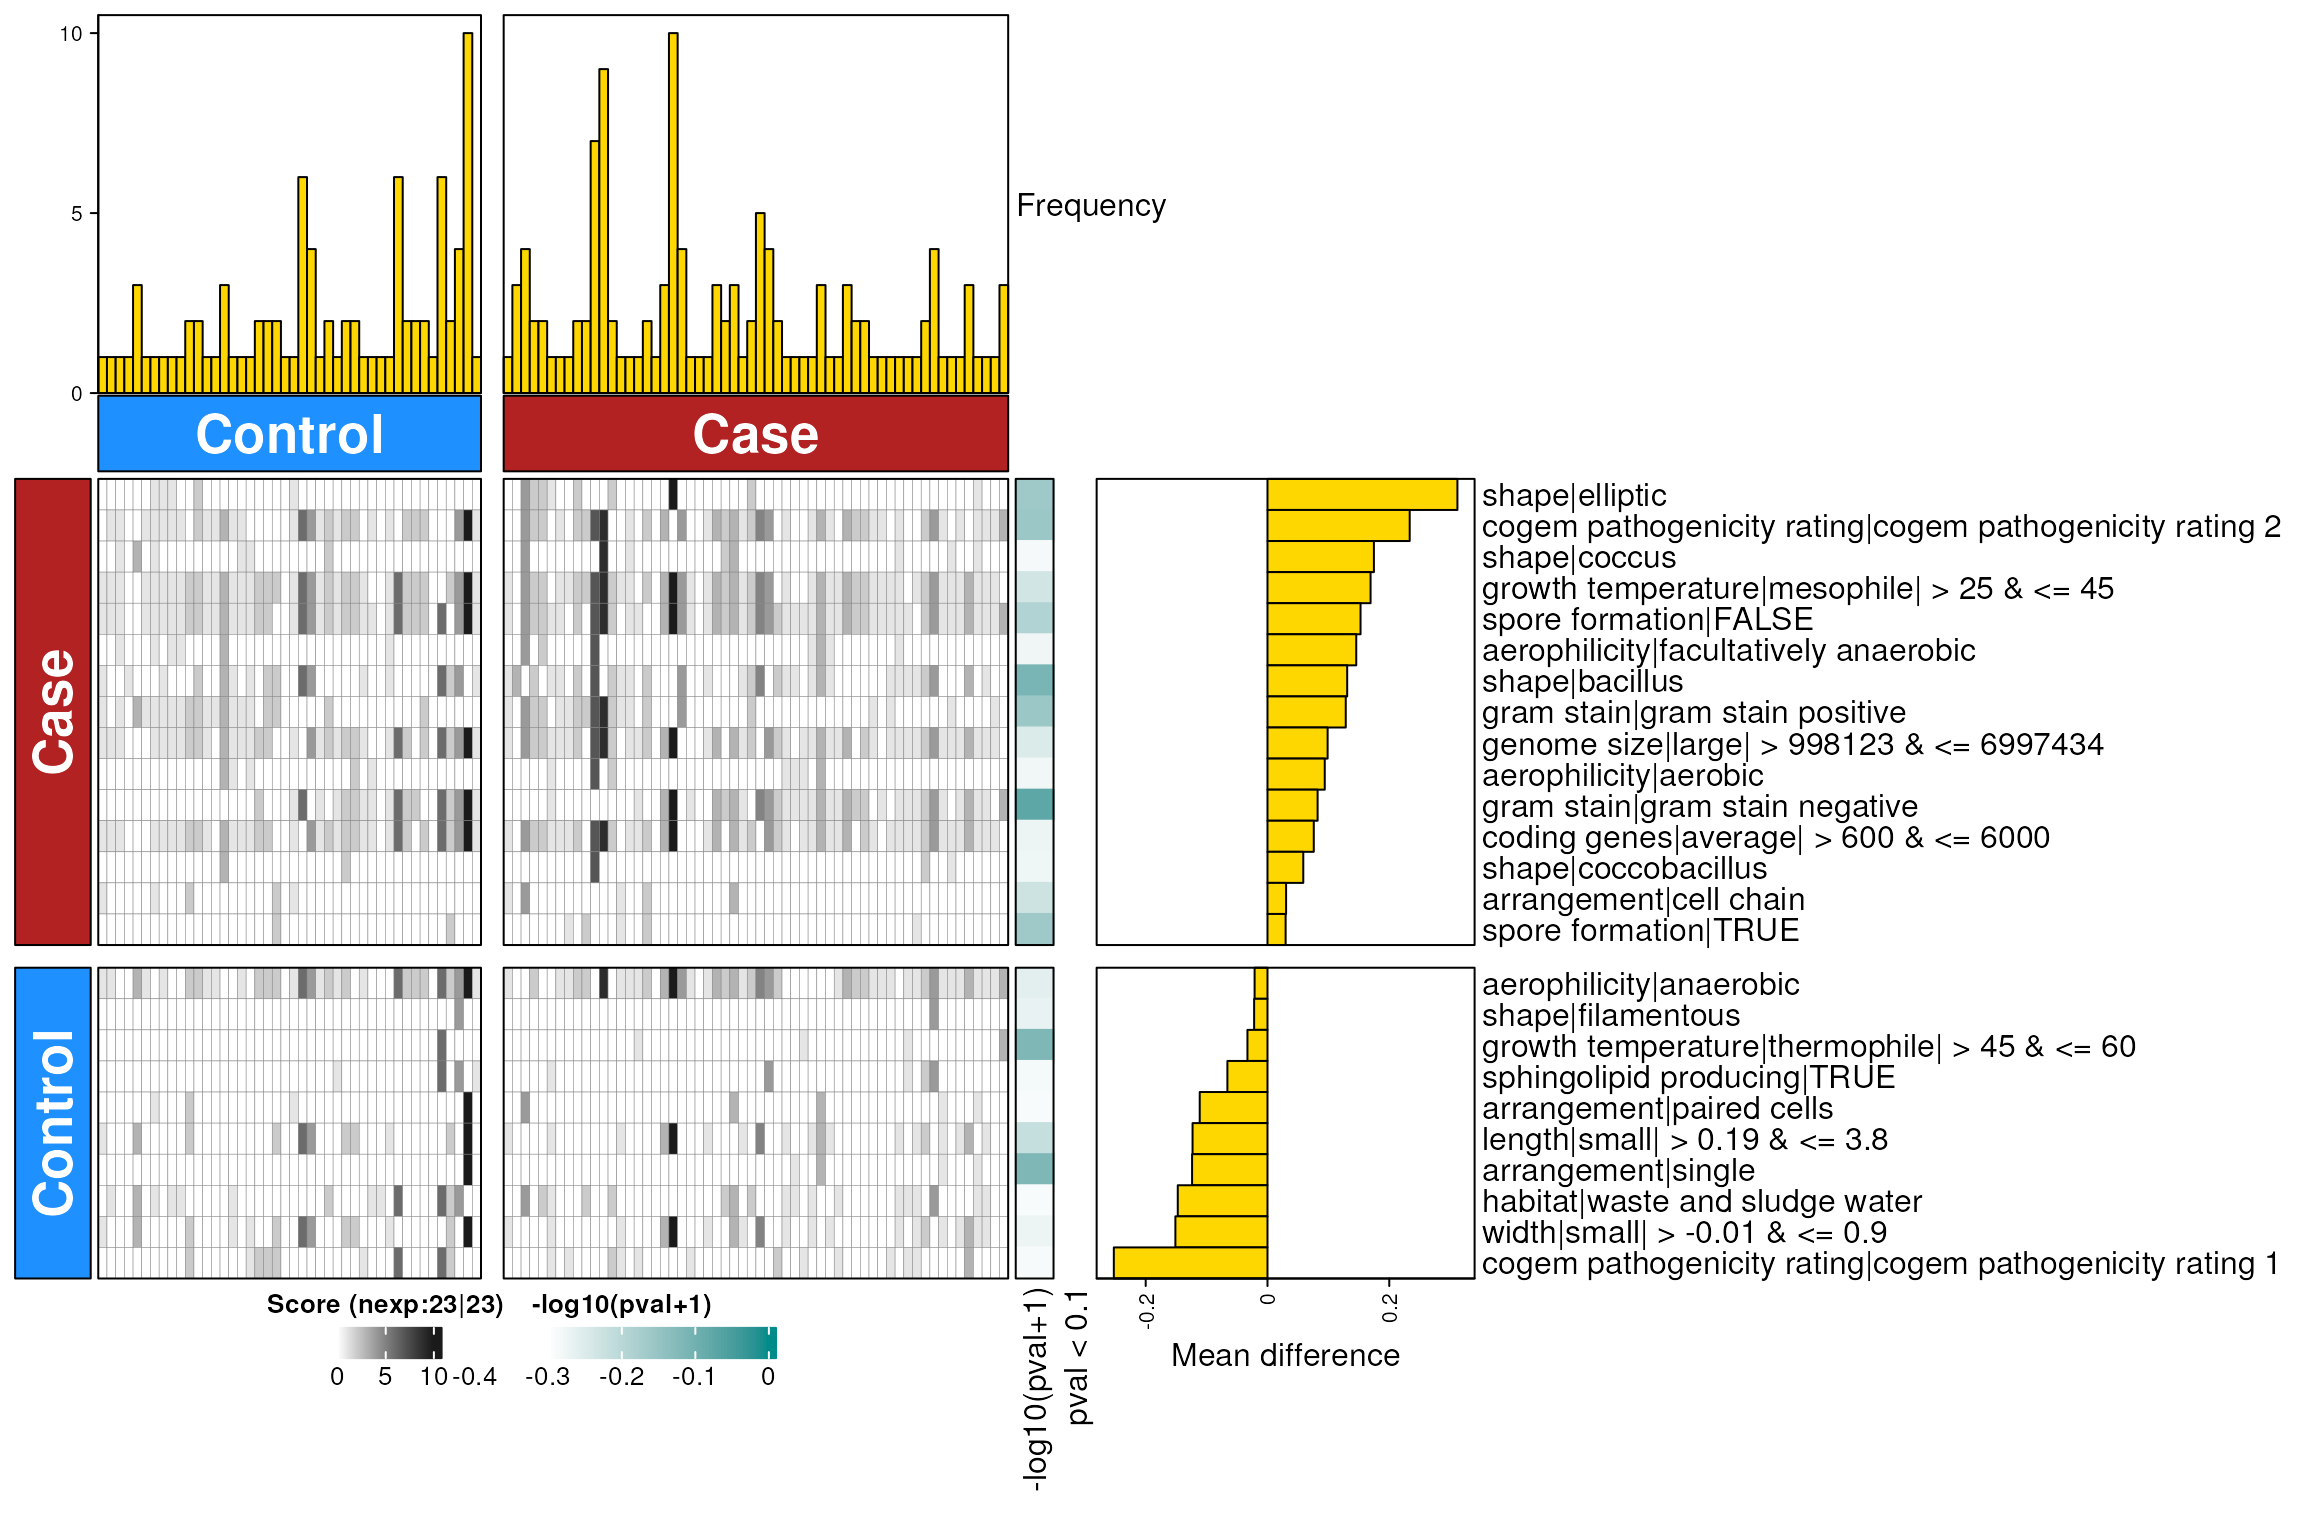 10
5
0
Frequency
Control
Case
Case
shape|elliptic
cogem pathogenicity rating|cogem pathogenicity rating 2
shape|coccus
growth temperature|mesophile| > 25 & <= 45
spore formation|FALSE
aerophilicity|facultatively anaerobic
shape|bacillus
gram stain|gram stain positive
genome size|large| > 998123 & <= 6997434
aerophilicity|aerobic
gram stain|gram stain negative
coding genes|average| > 600 & <= 6000
shape|coccobacillus
arrangement|cell chain
spore formation|TRUE
Control
aerophilicity|anaerobic
shape|filamentous
growth temperature|thermophile| > 45 & <= 60
sphingolipid producing|TRUE
arrangement|paired cells
length|small| > 0.19 & <= 3.8
arrangement|single
habitat|waste and sludge water
width|small| > -0.01 & <= 0.9
cogem pathogenicity rating|cogem pathogenicity rating 1
-log10(pval+1)
pval < 0.1
-0.2 0 0.2
Mean difference
Score (nexp:23|23)
0 5 10
-log10(pval+1)
-0.4 -0.3 -0.2 -0.1 0